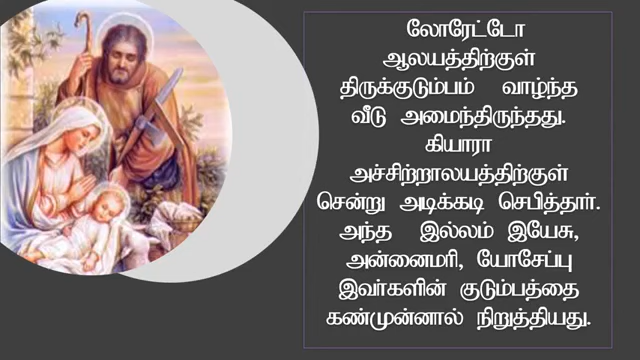 லோரேட்டோ
ஆலயத்திற்குள்
திருக்குடும்பம் வாழ்ந்த
வீடு அமைந்திருந்தது.
கியாரா
அச்சிற்றாலயத்திற்குள்
சென்று அடிக்கடி செபித்தார்.
அந்த இல்லம் இயேசு,
அன்னைமரி, யோசேப்பு
இவர்களின் குடும்பத்தை
கண்முன்னால் நிறுத்தியது.